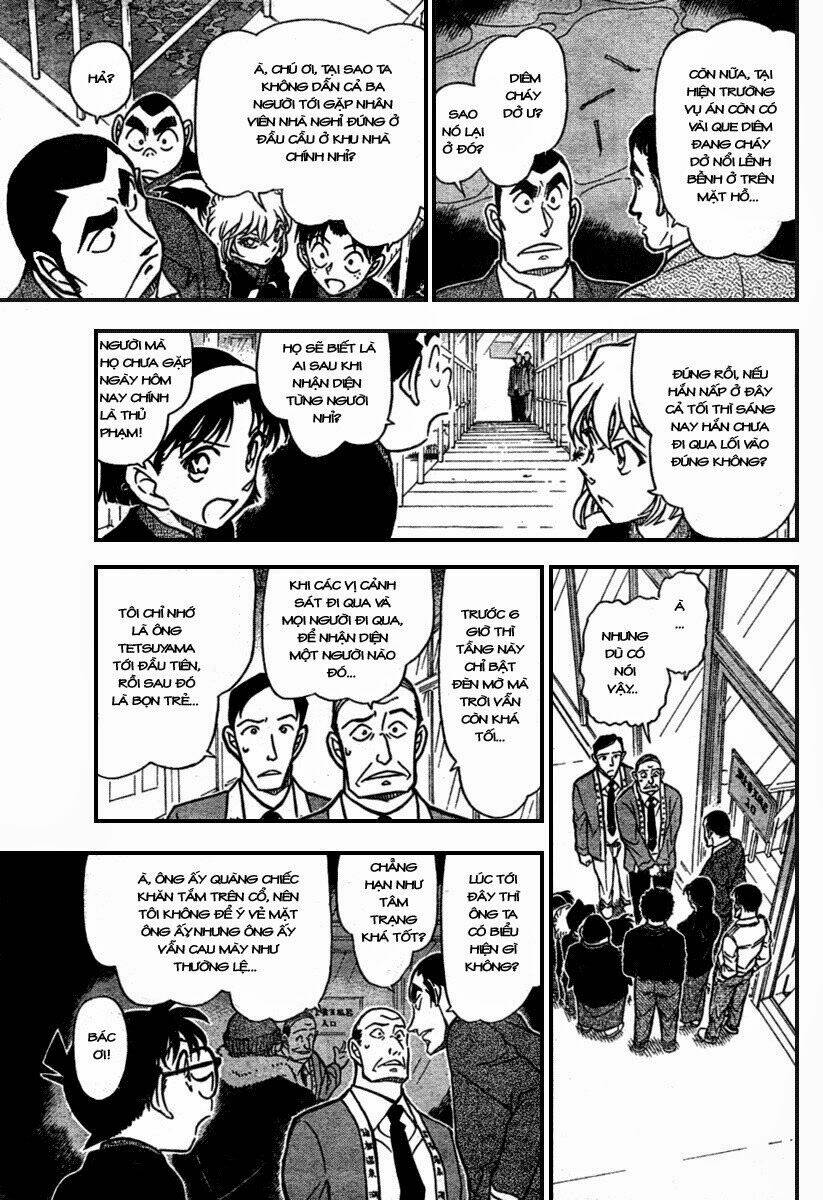 CÒN NỮA, TẠI
HIỆN TRƯỜNG
VỤ ÁN CÒN CÓ
VÀI QUE DIÊM
ĐANG CHÁY
DỞ NỔI LỀNH
BỀNH Ở TRÊN
MẶT HỒ...
DIÊM
CHÁY
DỞ Ư?
SAO
NÓ LẠI
Ở ĐÓ?
À, CHÚ ƠI, TẠI SAO TA
KHÔNG DẪN CẢ BA
NGƯỜI TỚI GẶP NHÂN
VIÊN NHÀ NGHỈ ĐỨNG Ở
ĐẦU CẦU Ở KHU NHÀ
CHÍNH NHỈ?
HẢ?
ĐÚNG RỒI, NẾU
HẮN NẤP Ở ĐÂY
CẢ TỐI THÌ SÁNG
NAY HẮN CHƯA
ĐI QUA LỐI VÀO
ĐÚNG KHÔNG?
HỌ SẼ BIẾT LÀ
AI SAU KHI
NHẬN DIỆN
TỪNG NGƯỜI
NHỈ?
NGƯỜI MÀ
HỌ CHƯA GẶP
NGÀY HÔM
NAY CHÍNH
LÀ THỦ
PHẠM!
À
...
NHƯNG
DÙ CÓ
NÓI
VẬY...
入口
TRƯỚC 6
GIỜ THÌ
TẦNG NÀY
CHỈ BẬT
ĐÈN MỜ MÀ
TRỜI VẪN
CÒN KHÁ
TỐI...
KHI CÁC VỊ CẢNH
SÁT ĐI QUA VÀ
MỌI NGƯỜI ĐI QUA,
ĐỂ NHẬN DIỆN
MỘT NGƯỜI NÀO
ĐÓ...
TÔI CHỈ NHỚ
LÀ ÔNG
TETSUYAMA
TỚI ĐẦU TIÊN,
RỒI SAU ĐÓ
LÀ BỌN TRẺ...
LÚC TỚI
ĐÂY THÌ
ÔNG TA
CÓ BIỂU
HIỆN GÌ
KHÔNG?
CHẲNG
HẠN NHƯ
TÂM
TRẠNG
KHÁ TỐT?
À, ÔNG ẤY QUÀNG CHIẾC
KHĂN TẮM TRÊN CỔ, NÊN
TÔI KHÔNG ĐỂ Ý VẺ MẶT
ÔNG ẤYNHƯNG ÔNG ẤY
VẪN CAU MÀY NHƯ
THƯỜNG LỆ...
入口
BÁC
ƠI!